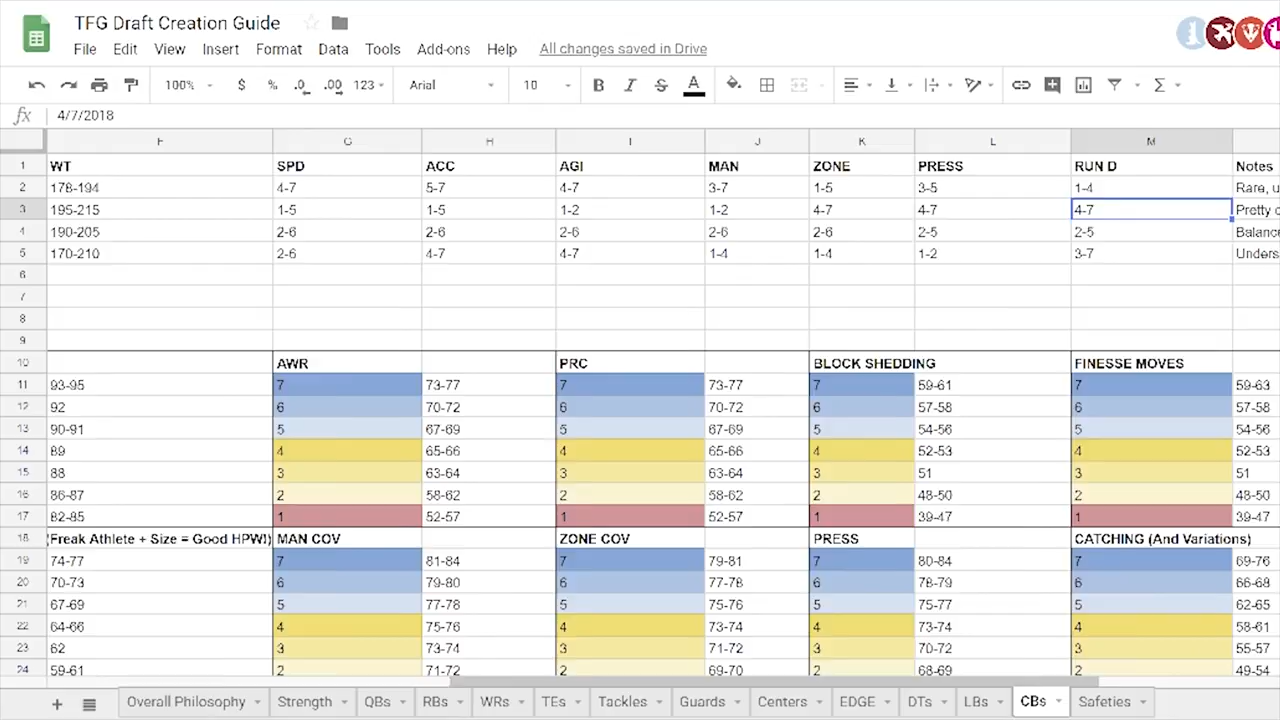 TFG Draft Creation Guide
File Edit View Insert Format Data Tools Add-ons Help All changes saved in Drive
100% $ % .0 .00 123 Arial 10 B I S A Σ
fx 4/7/2018
F G H I J K L M
1 WT SPD ACC AGI MAN ZONE PRESS RUN D Notes
2 178-194 4-7 5-7 4-7 3-7 1-5 3-5 1-4 Rare, u
3 195-215 1-5 1-5 1-2 1-2 4-7 4-7 4-7 Pretty c
4 190-205 2-6 2-6 2-6 2-6 2-6 2-5 2-5 Balance
5 170-210 2-6 4-7 4-7 1-4 1-4 1-2 3-7 Unders
6
7
8
9
10 AWR PRC BLOCK SHEDDING FINESSE MOVES
11 93-95 7 73-77 7 73-77 7 59-61 7 59-63
12 92 6 70-72 6 70-72 6 57-58 6 57-58
13 90-91 5 67-69 5 67-69 5 54-56 5 54-56
14 89 4 65-66 4 65-66 4 52-53 4 52-53
15 88 3 63-64 3 63-64 3 51 3 51
16 86-87 2 58-62 2 58-62 2 48-50 2 48-50
17 82-85 1 52-57 1 52-57 1 39-47 1 39-47
18 (Freak Athlete + Size = Good HPW!) MAN COV ZONE COV PRESS CATCHING (And Variations)
19 74-77 7 81-84 7 79-81 7 80-84 7 69-76
20 70-73 6 79-80 6 77-78 6 78-79 6 66-68
21 67-69 5 77-78 5 75-76 5 75-77 5 62-65
22 64-66 4 75-76 4 73-74 4 73-74 4 58-61
23 62 3 73-74 3 71-72 3 70-72 3 55-57
24 59-61 2 71-72 2 69-70 2 68-69 2 49-54
+ Overall Philosophy Strength QBs RBs WRs TEs Tackles Guards Centers EDGE DTs LBs CBs Safeties